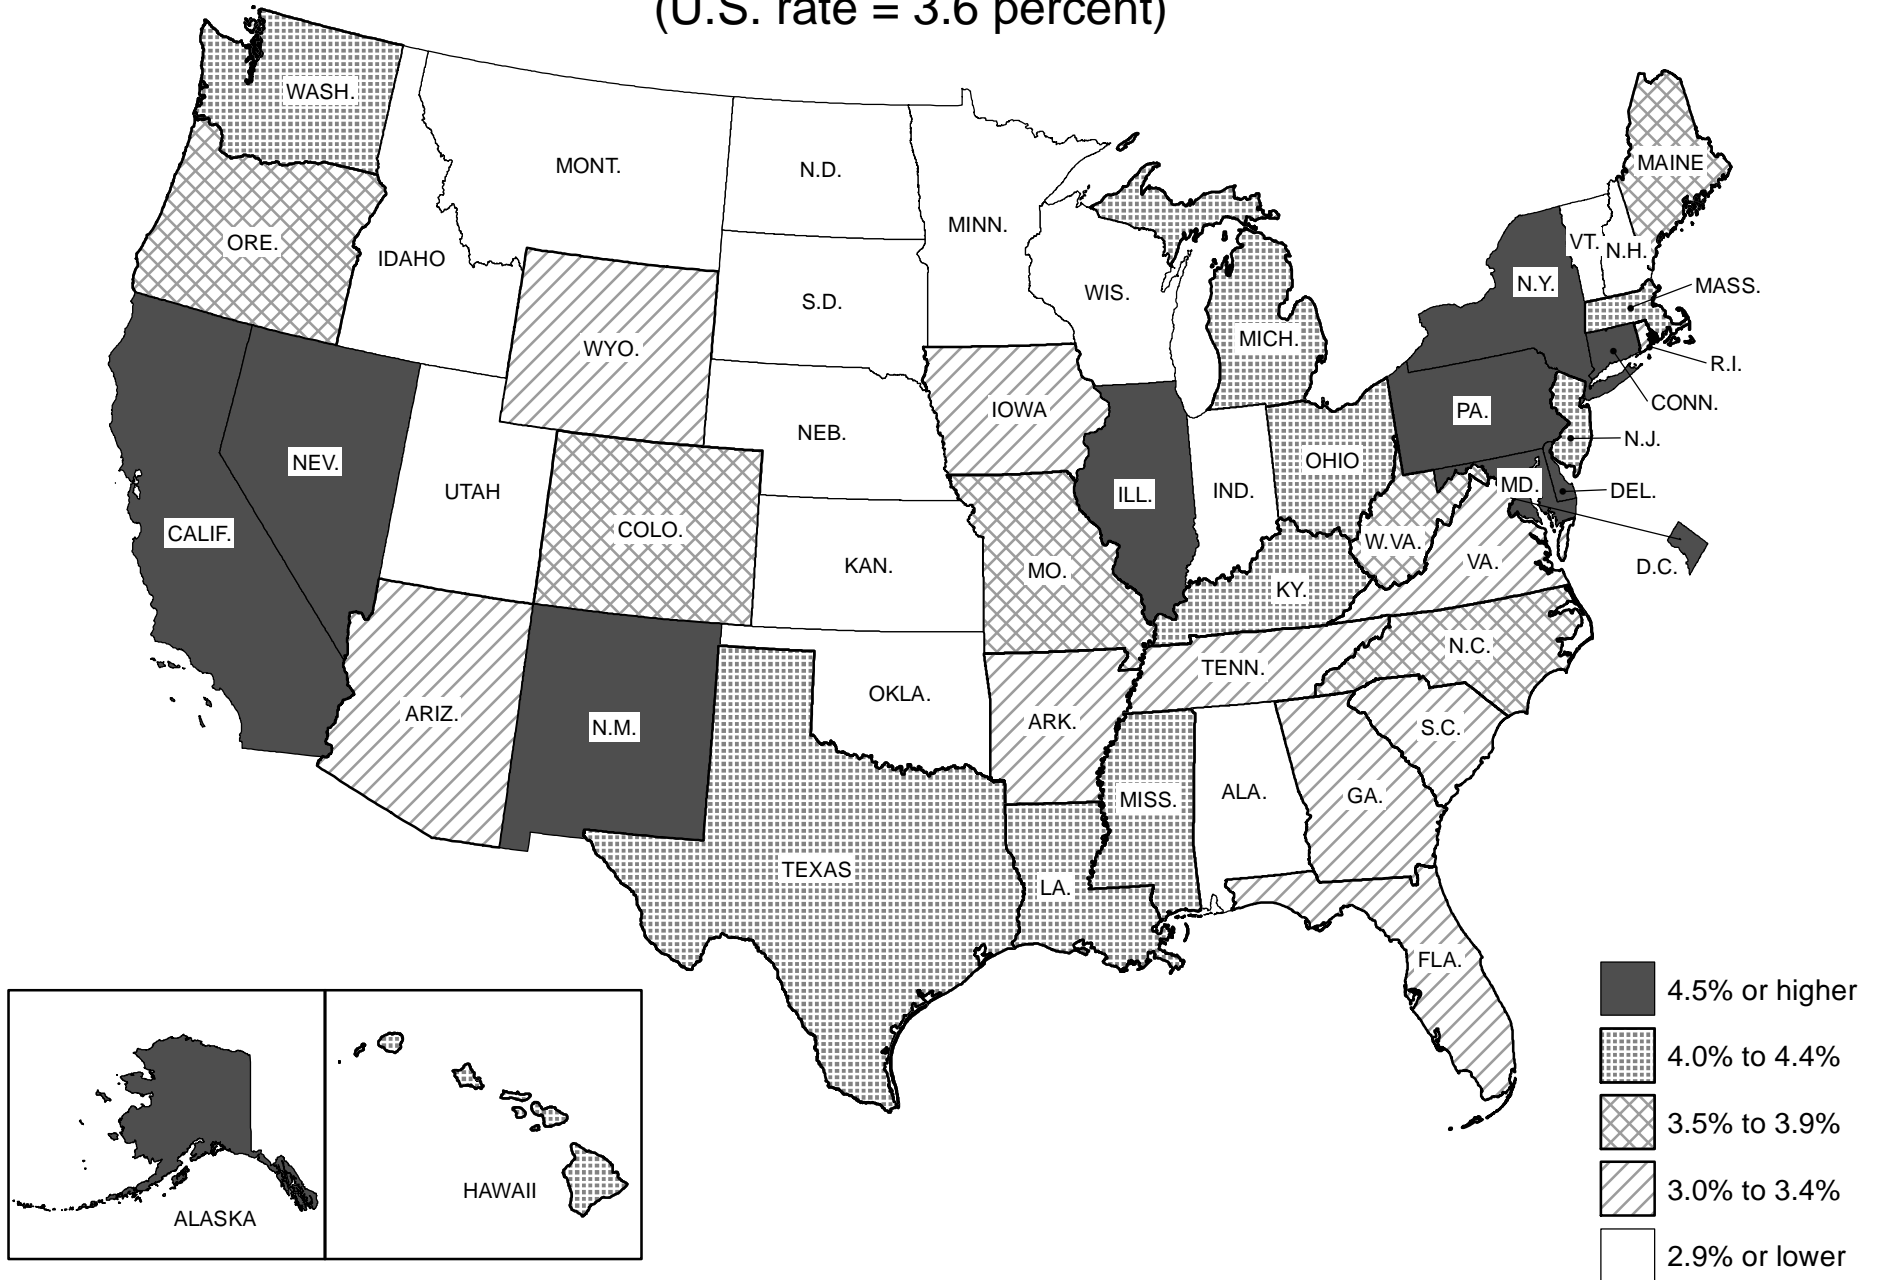 (U.S. rate = 3.6 percent)
WASH.
MONT.
N.D.
MINN.
MAINE
ORE.
IDAHO
WYO.
S.D.
WIS.
MICH.
N.Y.
VT.
N.H.
MASS.
R.I.
CONN.
IOWA
NEB.
PA.
N.J.
NEV.
UTAH
COLO.
KAN.
MO.
ILL.
IND.
OHIO
W.VA.
MD.
DEL.
D.C.
VA.
CALIF.
KY.
N.C.
TENN.
ARIZ.
N.M.
OKLA.
ARK.
S.C.
MISS.
ALA.
GA.
TEXAS
LA.
FLA.
ALASKA
HAWAII
4.5% or higher
4.0% to 4.4%
3.5% to 3.9%
3.0% to 3.4%
2.9% or lower